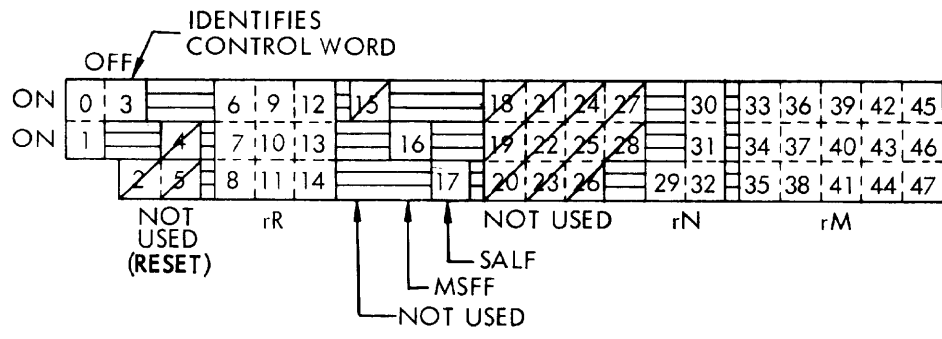 IDENTIFIES
CONTROL WORD
OFF
ON 0 3 6 9 12 15 18 21 24 27 30 33 36 39 42 45
ON 1 4 7 10 13 16 19 22 25 28 31 34 37 40 43 46
2 5 8 11 14 17 20 23 26 29 32 35 38 41 44 47
NOT USED (RESET) rR NOT USED rN rM
SALF
MSFF
NOT USED